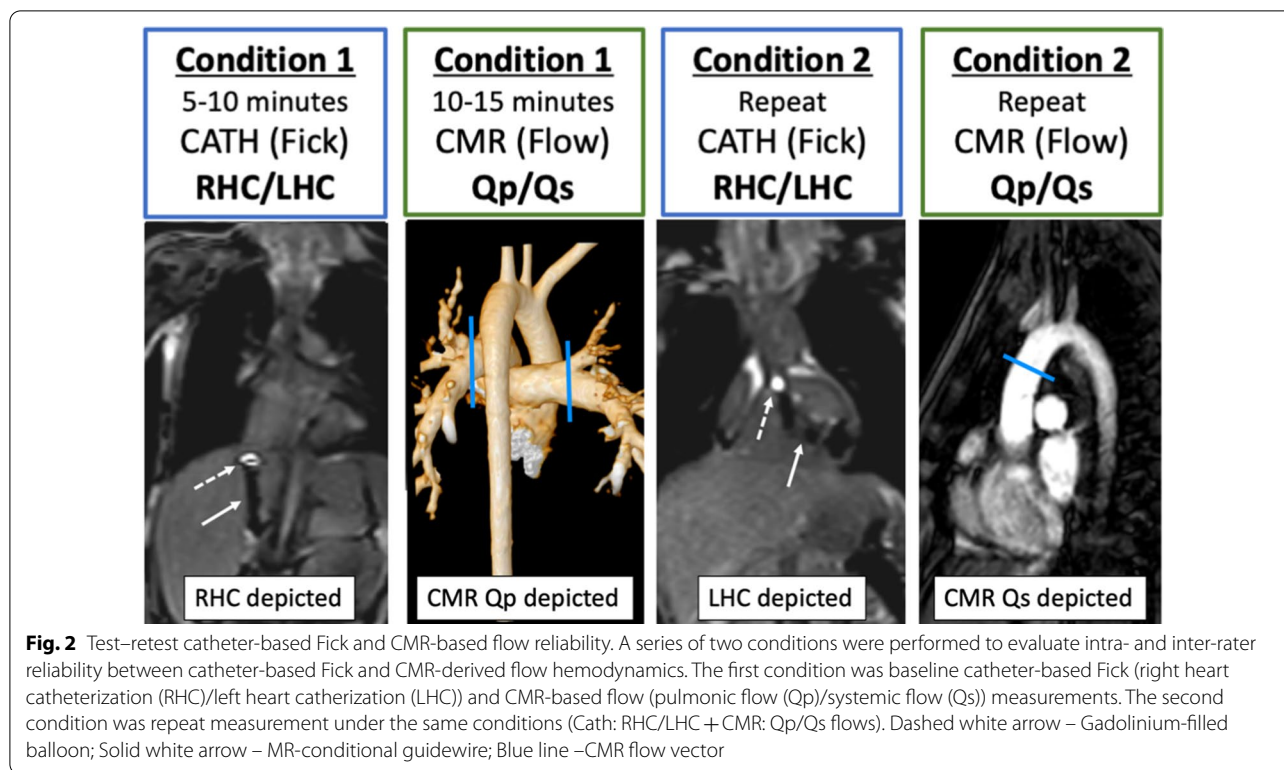 Condition 1
5-10 minutes
CATH (Fick)
RHC/LHC
Condition 1
10-15 minutes
CMR (Flow)
Qp/Qs
Condition 2
Repeat
CATH (Fick)
RHC/LHC
Condition 2
Repeat
CMR (Flow)
Qp/Qs
RHC depicted
CMR Qp depicted
LHC depicted
CMR Qs depicted
Fig. 2 Test–retest catheter-based Fick and CMR-based flow reliability. A series of two conditions were performed to evaluate intra- and inter-rater
reliability between catheter-based Fick and CMR-derived flow hemodynamics. The first condition was baseline catheter-based Fick (right heart
catheterization (RHC)/left heart catherization (LHC)) and CMR-based flow (pulmonic flow (Qp)/systemic flow (Qs)) measurements. The second
condition was repeat measurement under the same conditions (Cath: RHC/LHC + CMR: Qp/Qs flows). Dashed white arrow – Gadolinium-filled
balloon; Solid white arrow – MR-conditional guidewire; Blue line –CMR flow vector